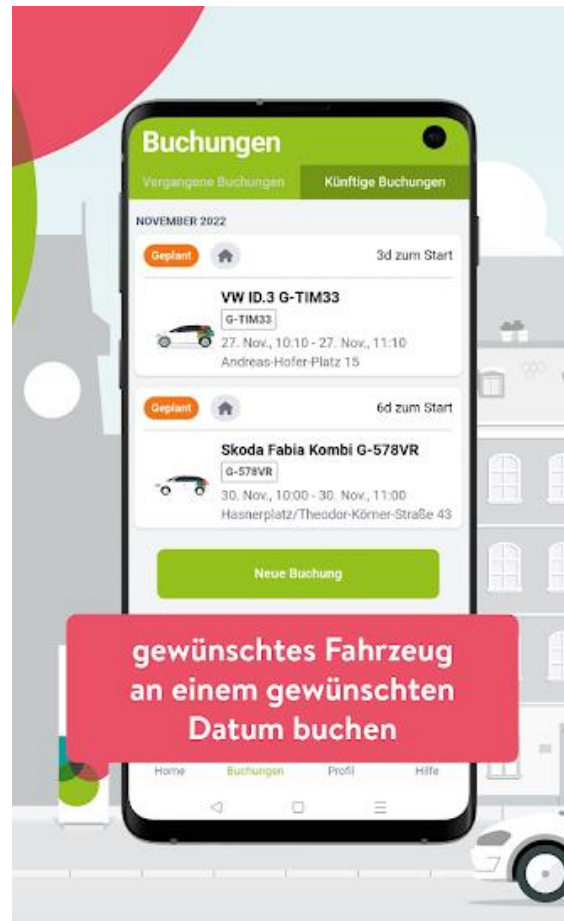 Buchungen
Vergangene Buchungen Künftige Buchungen
NOVEMBER 2022
Geplant 3d zum Start
VW ID.3 G-TIM33
G-TIM33
27. Nov., 10:10 - 27. Nov., 11:10
Andreas-Hofer-Platz 15
Geplant 6d zum Start
Skoda Fabia Kombi G-578VR
G-578VR
30. Nov., 10:00 - 30. Nov., 11:00
Hasnerplatz/Theodor-Körner-Straße 43
Neue Buchung
gewünschtes Fahrzeug
an einem gewünschten
Datum buchen
Home Buchungen Profil Hilfe